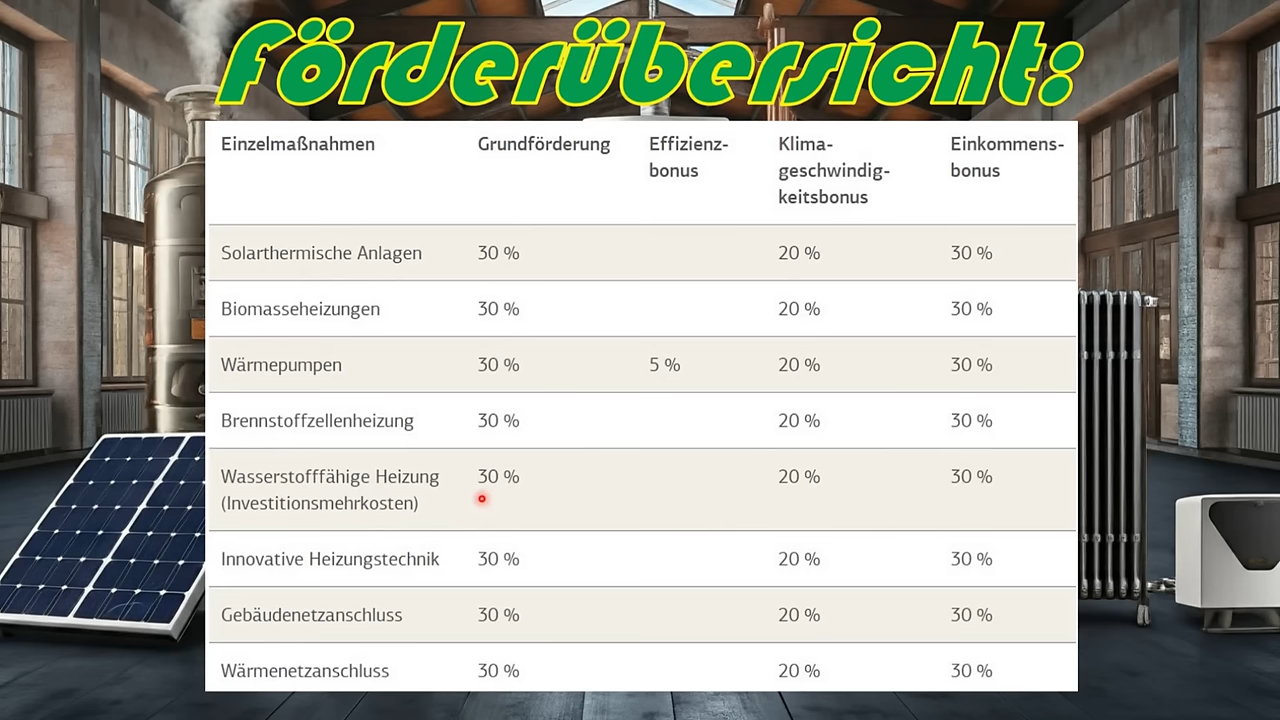 Förderübersicht:
Einzelmaßnahmen Grundförderung Effizienz- Klima- Einkommens-
bonus geschwindig- bonus
keitsbonus
Solarthermische Anlagen 30 % 20 % 30 %
Biomasseheizungen 30 % 20 % 30 %
Wärmepumpen 30 % 5 % 20 % 30 %
Brennstoffzellenheizung 30 % 20 % 30 %
Wasserstofffähige Heizung 30 % 20 % 30 %
(Investitionsmehrkosten)
Innovative Heizungstechnik 30 % 20 % 30 %
Gebäudenetzanschluss 30 % 20 % 30 %
Wärmenetzanschluss 30 % 20 % 30 %